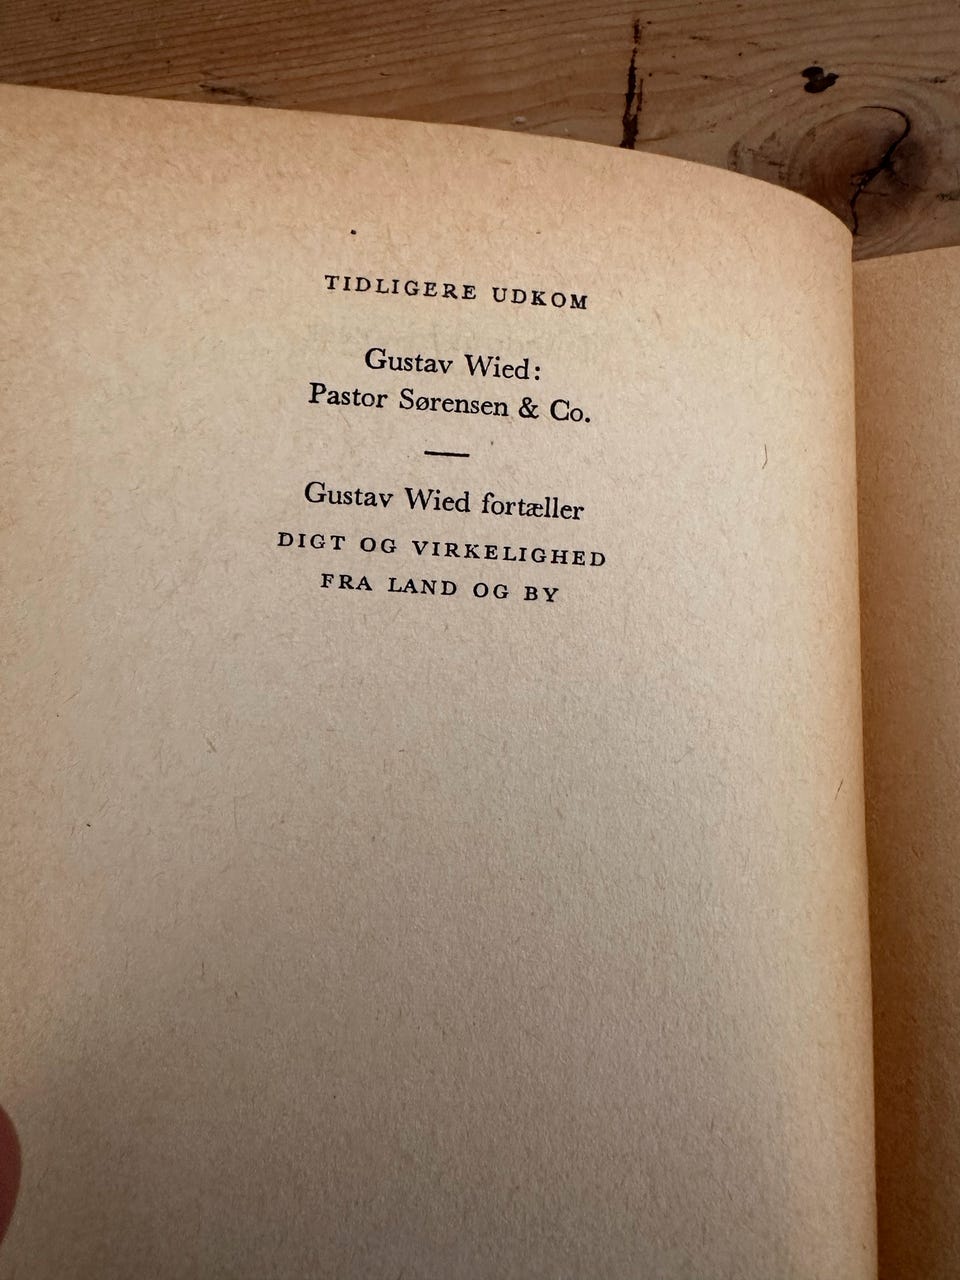 TIDLIGERE UDKOM
Gustav Wied:
Pastor Sørensen & Co.
Gustav Wied fortæller
DIGT OG VIRKELIGHED
FRA LAND OG BY